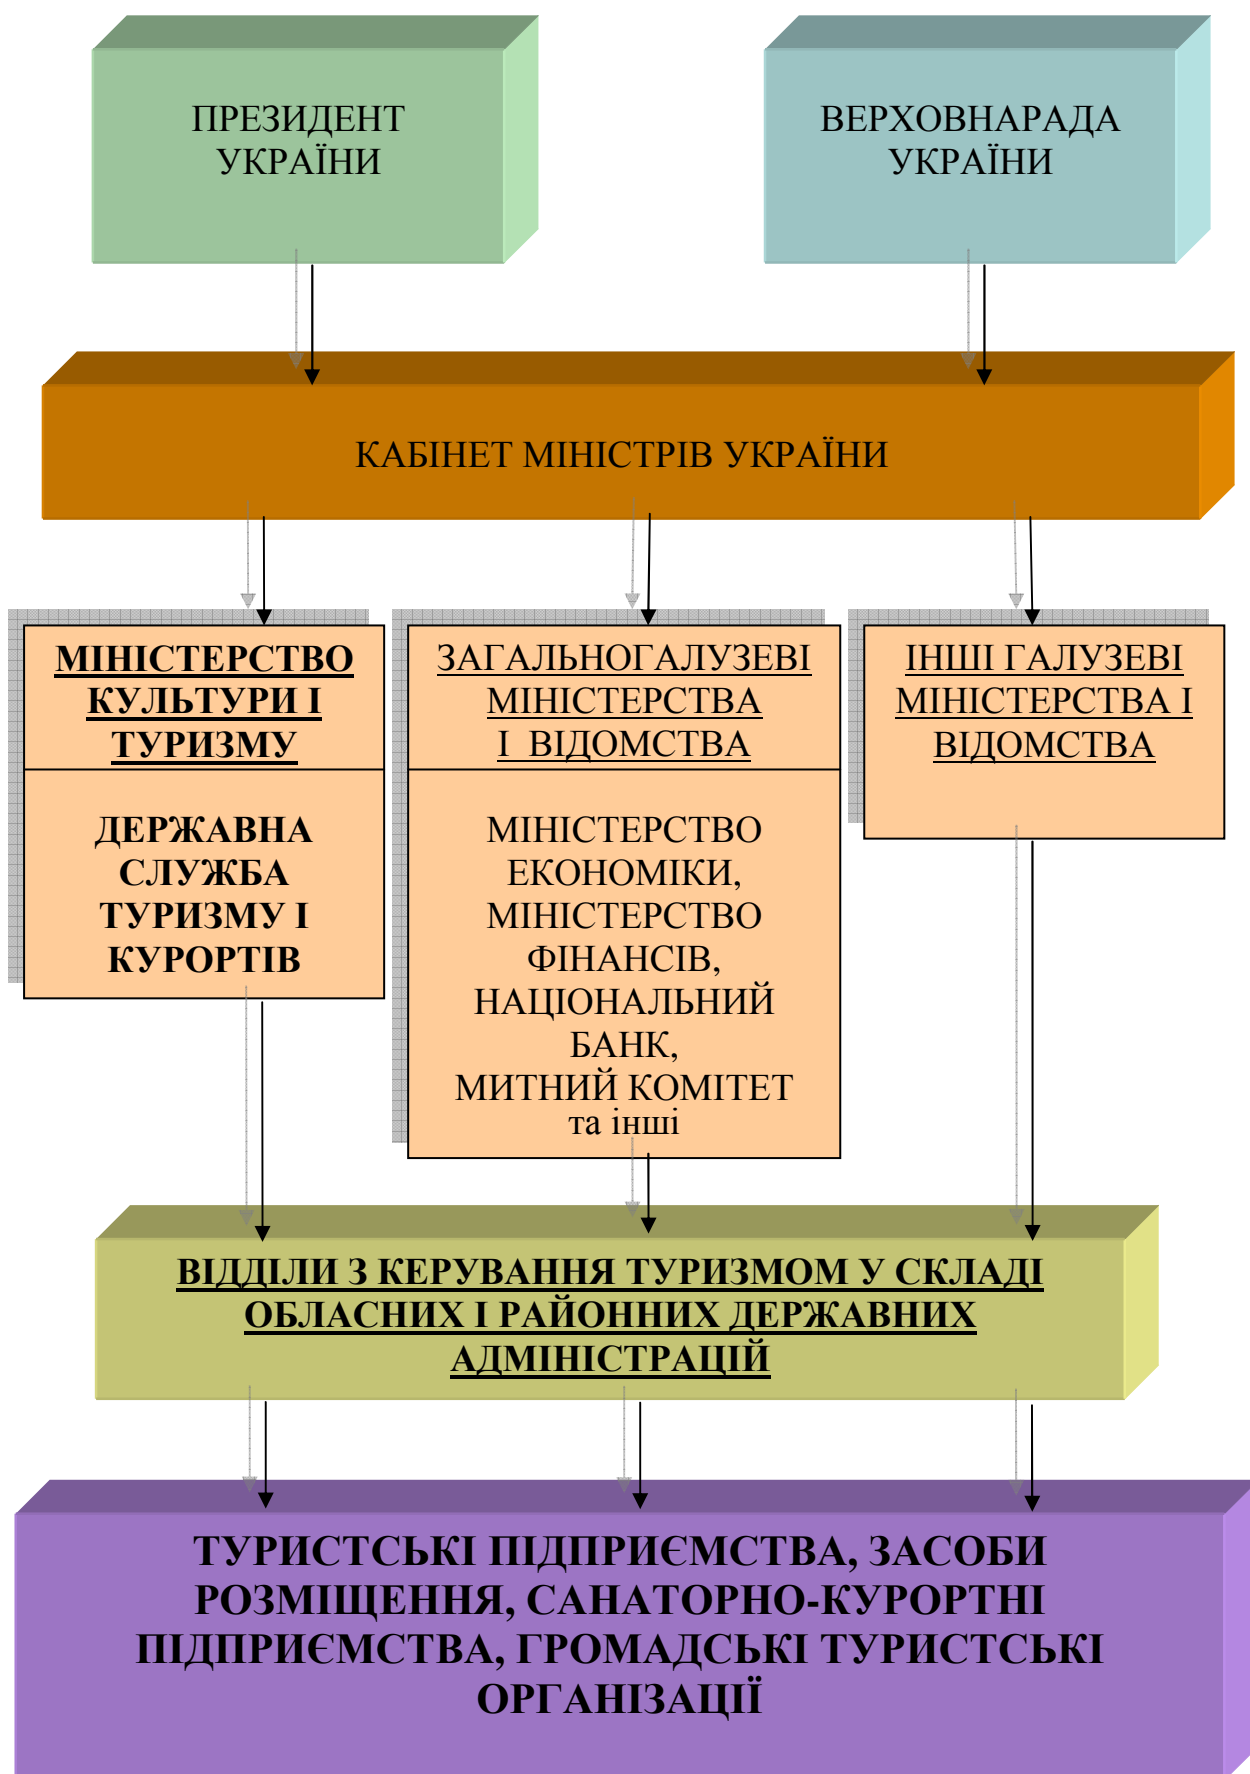 ПРЕЗИДЕНТ
УКРАЇНИ
ВЕРХОВНАРАДА
УКРАЇНИ
КАБІНЕТ МІНІСТРІВ УКРАЇНИ
МІНІСТЕРСТВО
КУЛЬТУРИ І
ТУРИЗМУ
ДЕРЖАВНА
СЛУЖБА
ТУРИЗМУ І
КУРОРТІВ
ЗАГАЛЬНОГАЛУЗЕВІ
МІНІСТЕРСТВА
І  ВІДОМСТВА
МІНІСТЕРСТВО
ЕКОНОМІКИ,
МІНІСТЕРСТВО
ФІНАНСІВ,
НАЦІОНАЛЬНИЙ
БАНК,
МИТНИЙ КОМІТЕТ
та інші
ІНШІ ГАЛУЗЕВІ
МІНІСТЕРСТВА І
ВІДОМСТВА
ВІДДІЛИ З КЕРУВАННЯ ТУРИЗМОМ У СКЛАДІ
ОБЛАСНИХ І РАЙОННИХ ДЕРЖАВНИХ
АДМІНІСТРАЦІЙ
ТУРИСТСЬКІ ПІДПРИЄМСТВА, ЗАСОБИ
РОЗМІЩЕННЯ, САНАТОРНО-КУРОРТНІ
ПІДПРИЄМСТВА, ГРОМАДСЬКІ ТУРИСТСЬКІ
ОРГАНІЗАЦІЇ